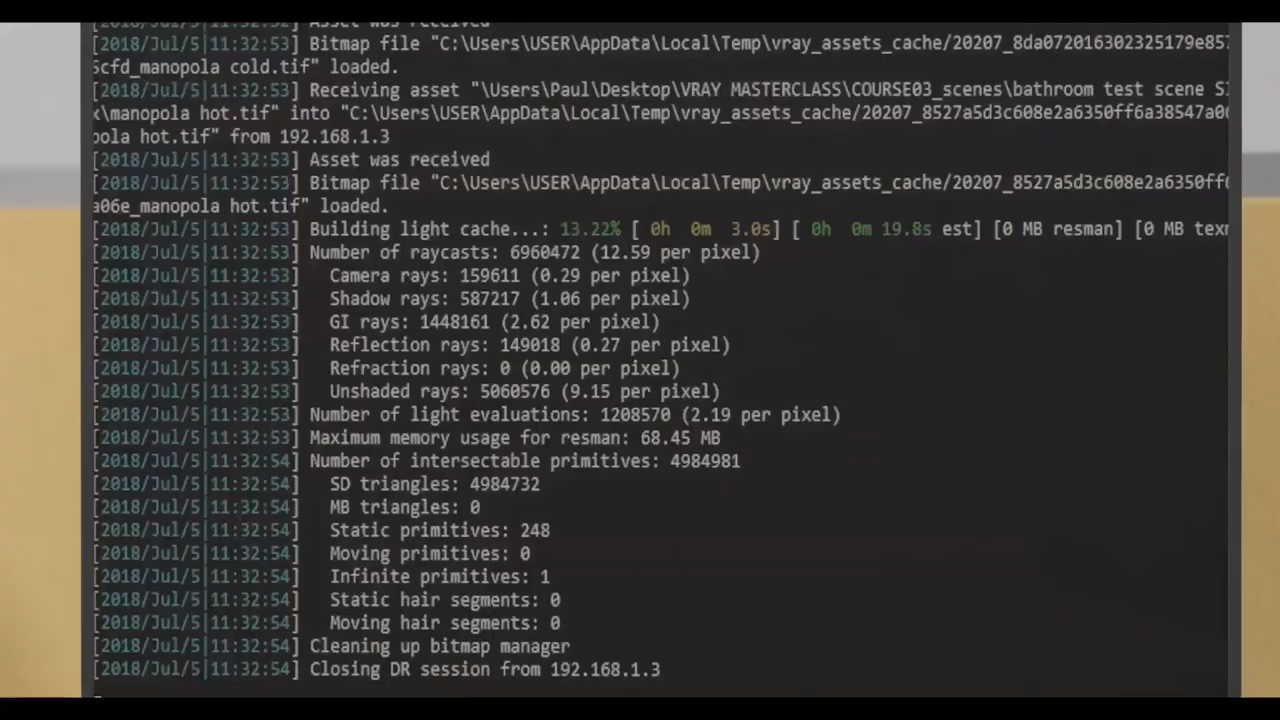 [2018/Jul/5|11:32:52] Asset was received
[2018/Jul/5|11:32:53] Bitmap file "C:\Users\USER\AppData\Local\Temp\vray_assets_cache/20207_8da072016302325179e857
5cfd_manopola cold.tif" loaded.
[2018/Jul/5|11:32:53] Receiving asset "\Users\Paul\Desktop\VRAY MASTERCLASS\COURSE03_scenes\bathroom test scene S
x\manopola hot.tif" into "C:\Users\USER\AppData\Local\Temp\vray_assets_cache/20207_8527a5d3c608e2a6350ff6a38547a0
pola hot.tif" from 192.168.1.3
[2018/Jul/5|11:32:53] Asset was received
[2018/Jul/5|11:32:53] Bitmap file "C:\Users\USER\AppData\Local\Temp\vray_assets_cache/20207_8527a5d3c608e2a6350ff
a06e_manopola hot.tif" loaded.
[2018/Jul/5|11:32:53] Building light cache...: 13.22% [ 0h  0m  3.0s] [ 0h  0m 19.8s est] [0 MB resman] [0 MB tex
[2018/Jul/5|11:32:53] Number of raycasts: 6960472 (12.59 per pixel)
[2018/Jul/5|11:32:53]   Camera rays: 159611 (0.29 per pixel)
[2018/Jul/5|11:32:53]   Shadow rays: 587217 (1.06 per pixel)
[2018/Jul/5|11:32:53]   GI rays: 1448161 (2.62 per pixel)
[2018/Jul/5|11:32:53]   Reflection rays: 149018 (0.27 per pixel)
[2018/Jul/5|11:32:53]   Refraction rays: 0 (0.00 per pixel)
[2018/Jul/5|11:32:53]   Unshaded rays: 5060576 (9.15 per pixel)
[2018/Jul/5|11:32:53] Number of light evaluations: 1208570 (2.19 per pixel)
[2018/Jul/5|11:32:53] Maximum memory usage for resman: 68.45 MB
[2018/Jul/5|11:32:54] Number of intersectable primitives: 4984981
[2018/Jul/5|11:32:54]   SD triangles: 4984732
[2018/Jul/5|11:32:54]   MB triangles: 0
[2018/Jul/5|11:32:54]   Static primitives: 248
[2018/Jul/5|11:32:54]   Moving primitives: 0
[2018/Jul/5|11:32:54]   Infinite primitives: 1
[2018/Jul/5|11:32:54]   Static hair segments: 0
[2018/Jul/5|11:32:54]   Moving hair segments: 0
[2018/Jul/5|11:32:54] Cleaning up bitmap manager
[2018/Jul/5|11:32:54] Closing DR session from 192.168.1.3